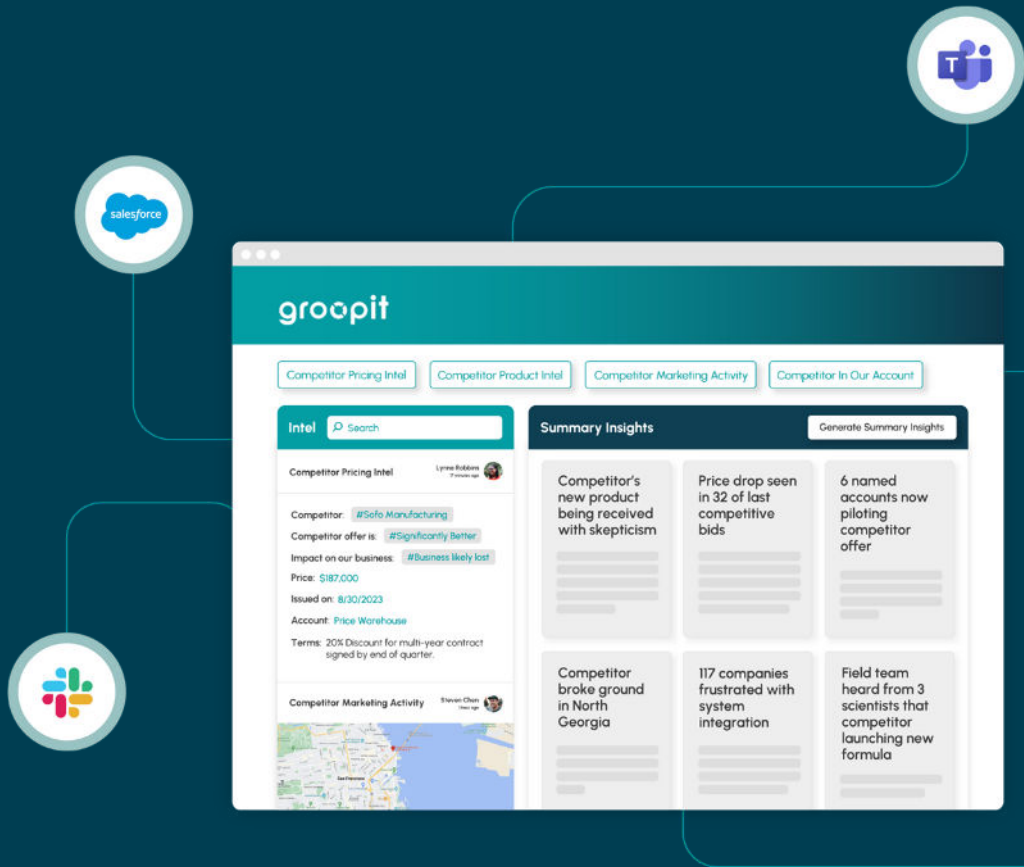 T
salesforce
groopit
Competitor Pricing Intel
Competitor Product Intel
Competitor Marketing Activity
Competitor In Our Account
Intel
Search
Competitor Pricing Intel
Lynne Robbins
7 minutes ago
Competitor: #Sofo Manufacturing
Competitor offer is: #Significantly Better
Impact on our business: #Business likely lost
Price: $187,000
Issued on: 8/30/2023
Account: Price Warehouse
Terms: 20% Discount for multi-year contract
signed by end of quarter.
Competitor Marketing Activity
Steven Chen
San Francisco
Summary Insights
Generate Summary Insights
Competitor's
new product
being received
with skepticism
Price drop seen
in 32 of last
competitive
bids
6 named
accounts now
piloting
competitor
offer
Competitor
broke ground
in North
Georgia
117 companies
frustrated with
system
integration
Field team
heard from 3
scientists that
competitor
launching new
formula